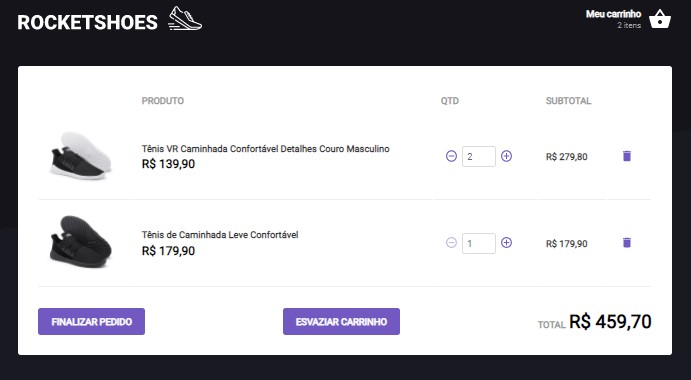 ROCKETSHOES
Meu carrinho
2 itens
PRODUTO QTD SUBTOTAL
Tênis VR Caminhada Confortável Detalhes Couro Masculino
R$ 139,90
2
R$ 279,80
Tênis de Caminhada Leve Confortável
R$ 179,90
1
R$ 179,90
FINALIZAR PEDIDO
ESVAZIAR CARRINHO
TOTAL R$ 459,70